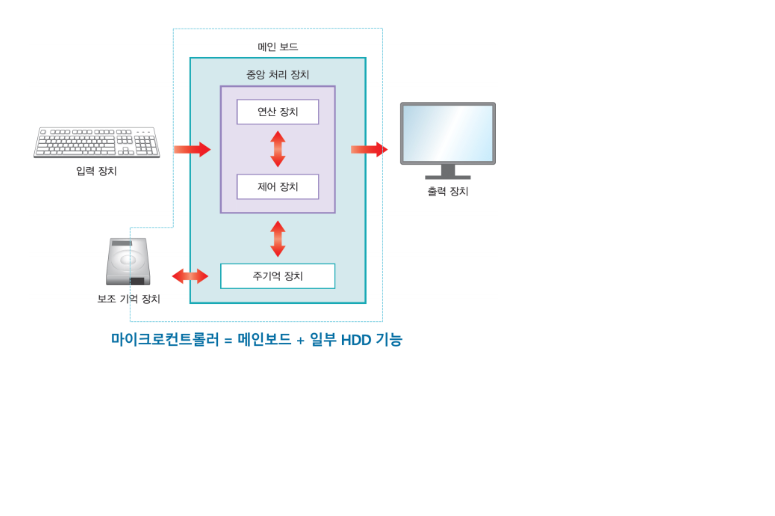 메인 보드
중앙 처리 장치
연산 장치
제어 장치
입력 장치
출력 장치
주기억 장치
보조 기억 장치
마이크로컨트롤러 = 메인보드 + 일부 HDD 기능